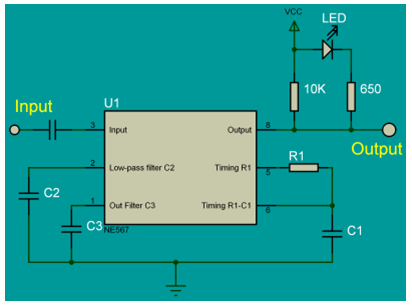 VCC
LED
10K
650
Input
U1
3
Input
Output
8
Output
2
Low-pass filter C2
Timing R1
5
R1
C2
1
Out Filter C3
Timing R1-C1
6
C3
NE567
C1